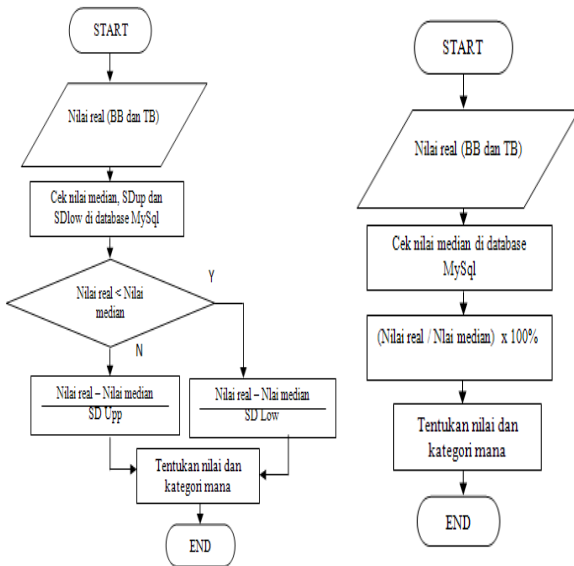 START
Nilai real (BB dan TB)
Cek nilai median, SDup dan
SDlow di database MySql
Nilai real < Nilai
median
Y
N
Nilai real – Nilai median
SD Upp
Nilai real – Nlai median
SD Low
Tentukan nilai dan
kategori mana
END
START
Nilai real (BB dan TB)
Cek nilai median di database
MySql
(Nilai real / Nlai median) x 100%
Tentukan nilai dan
kategori mana
END